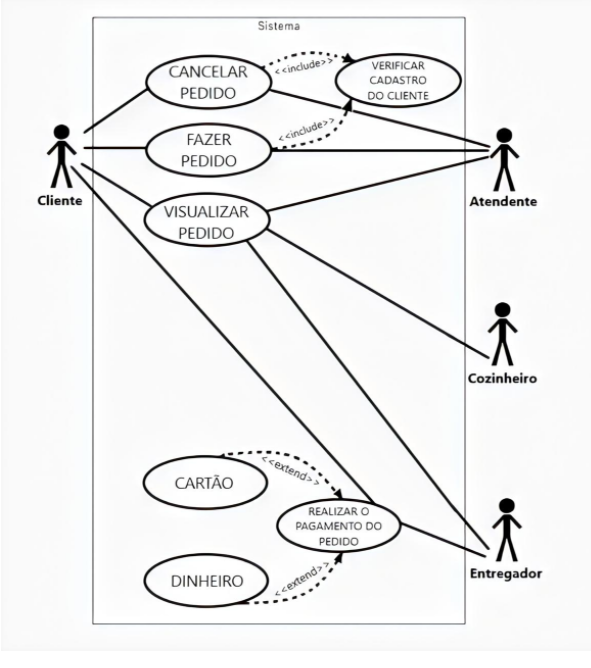 Sistema
CANCELAR
PEDIDO
<<include>>
VERIFICAR
CADASTRO
DO CLIENTE
FAZER
PEDIDO
<<include>>
Cliente
Atendente
VISUALIZAR
PEDIDO
Cozinheiro
CARTÃO
<<extend>>
REALIZAR O
PAGAMENTO DO
PEDIDO
DINHEIRO
<<extend>>
Entregador